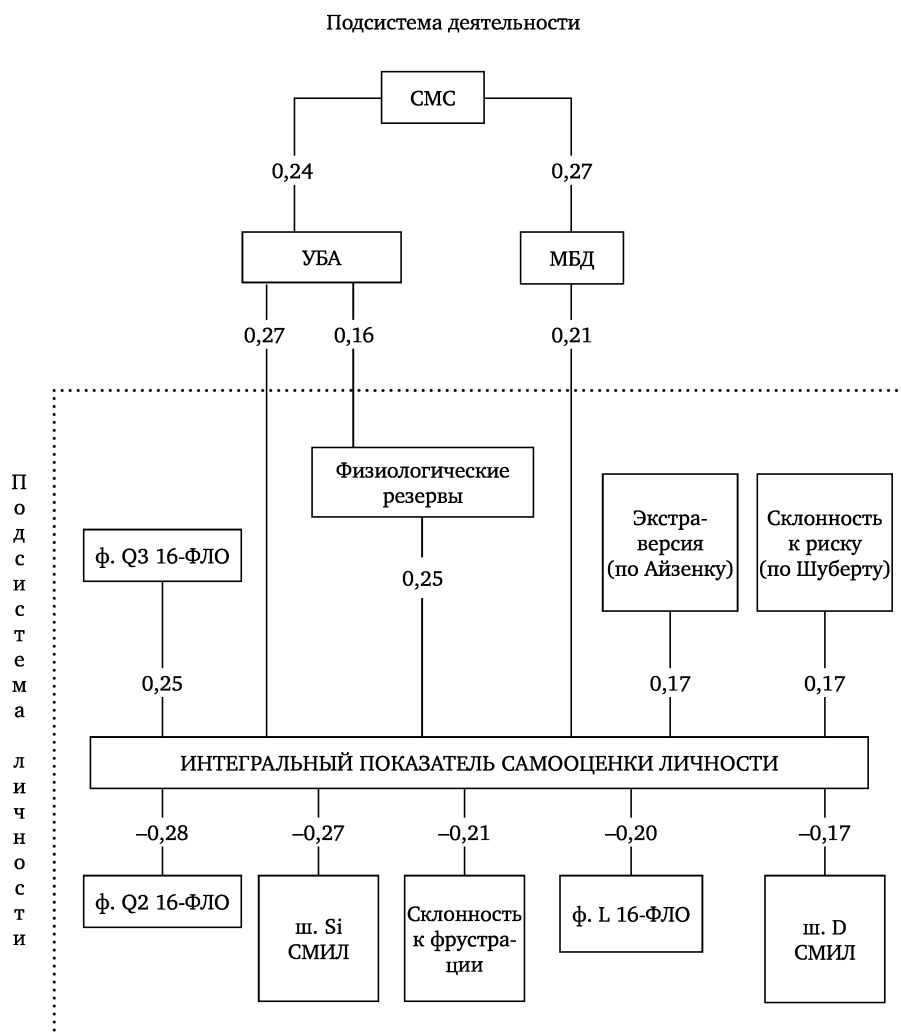 Подсистема деятельности
СМС
0,24
0,27
УБА
МБД
0,27
0,16
0,21
Подсистема личности
Физиологические
резервы
ф. Q3 16-ФЛО
Экстра-
версия
(по Айзенку)
Склонность
к риску
(по Шуберту)
0,25
0,25
0,17
0,17
ИНТЕГРАЛЬНЫЙ ПОКАЗАТЕЛЬ САМООЦЕНКИ ЛИЧНОСТИ
–0,28
–0,27
–0,21
–0,20
–0,17
ф. Q2 16-ФЛО
ш. Si
СМИЛ
Склонность
к фрустра-
ции
ф. L 16-ФЛО
ш. D
СМИЛ